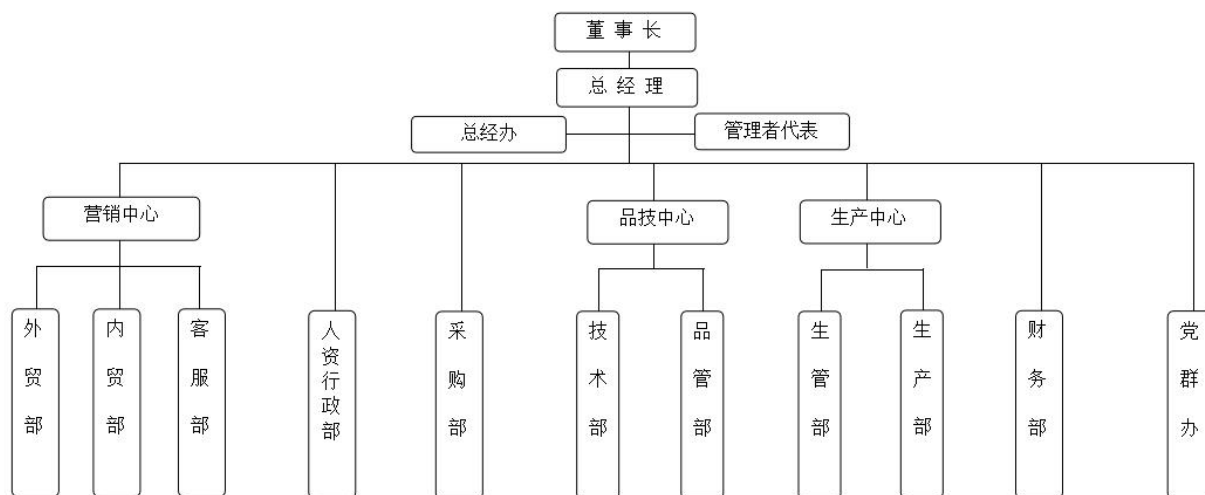 董 事 长
总 经 理
总经办
管理者代表
营销中心
品技中心
生产中心
外贸部
内贸部
客服部
人资行政部
采购部
技术部
品管部
生管部
生产部
财务部
党群办